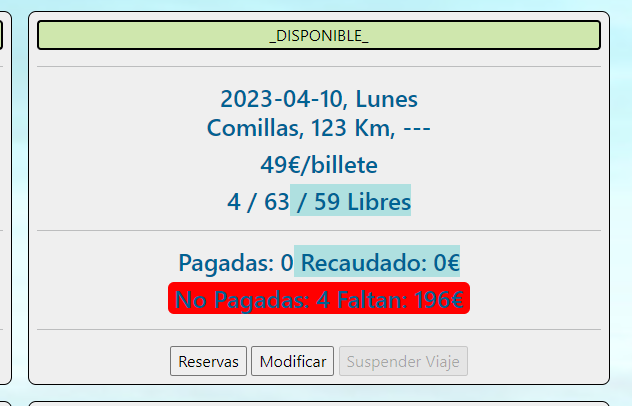 _DISPONIBLE_
2023-04-10, Lunes
Comillas, 123 Km, ---
49€/billete
4 / 63 / 59 Libres
Pagadas: 0 Recaudado: 0€
No Pagadas: 4 Faltan: 196€
Reservas Modificar Suspender Viaje